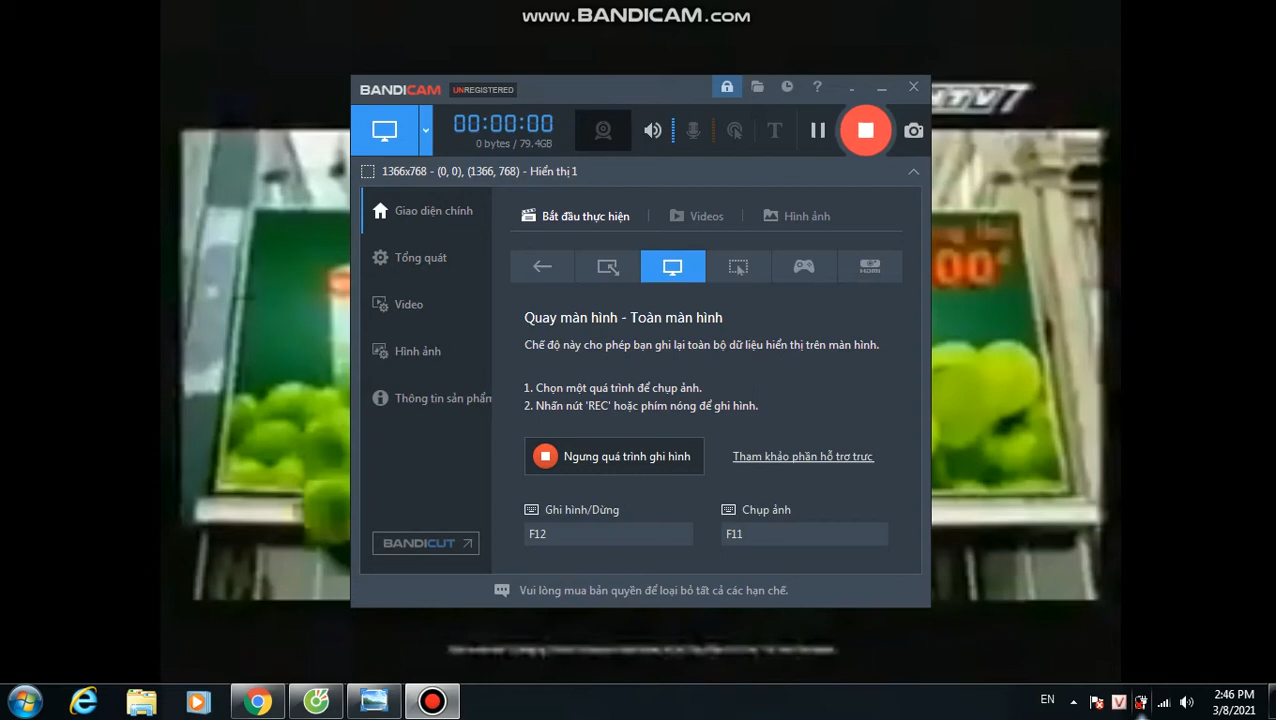 www.BANDICAM.com
BANDICAM UNREGISTERED
HTV7
00:00:00
0 bytes / 79.4GB
T
1366x768 - (0, 0), (1366, 768) - Hiển thị 1
Giao diện chính
Tổng quát
Video
Hình ảnh
Thông tin sản phẩm
BANDICUT
Bắt đầu thực hiện
Videos
Hình ảnh
HDMI
Quay màn hình - Toàn màn hình
Chế độ này cho phép bạn ghi lại toàn bộ dữ liệu hiển thị trên màn hình.
1. Chọn một quá trình để chụp ảnh.
2. Nhấn nút 'REC' hoặc phím nóng để ghi hình.
Ngưng quá trình ghi hình
Tham khảo phần hỗ trợ trực
Ghi hình/Dừng
Chụp ảnh
F12
F11
Vui lòng mua bản quyền để loại bỏ tất cả các hạn chế.
00đ
EN
2:46 PM
3/8/2021